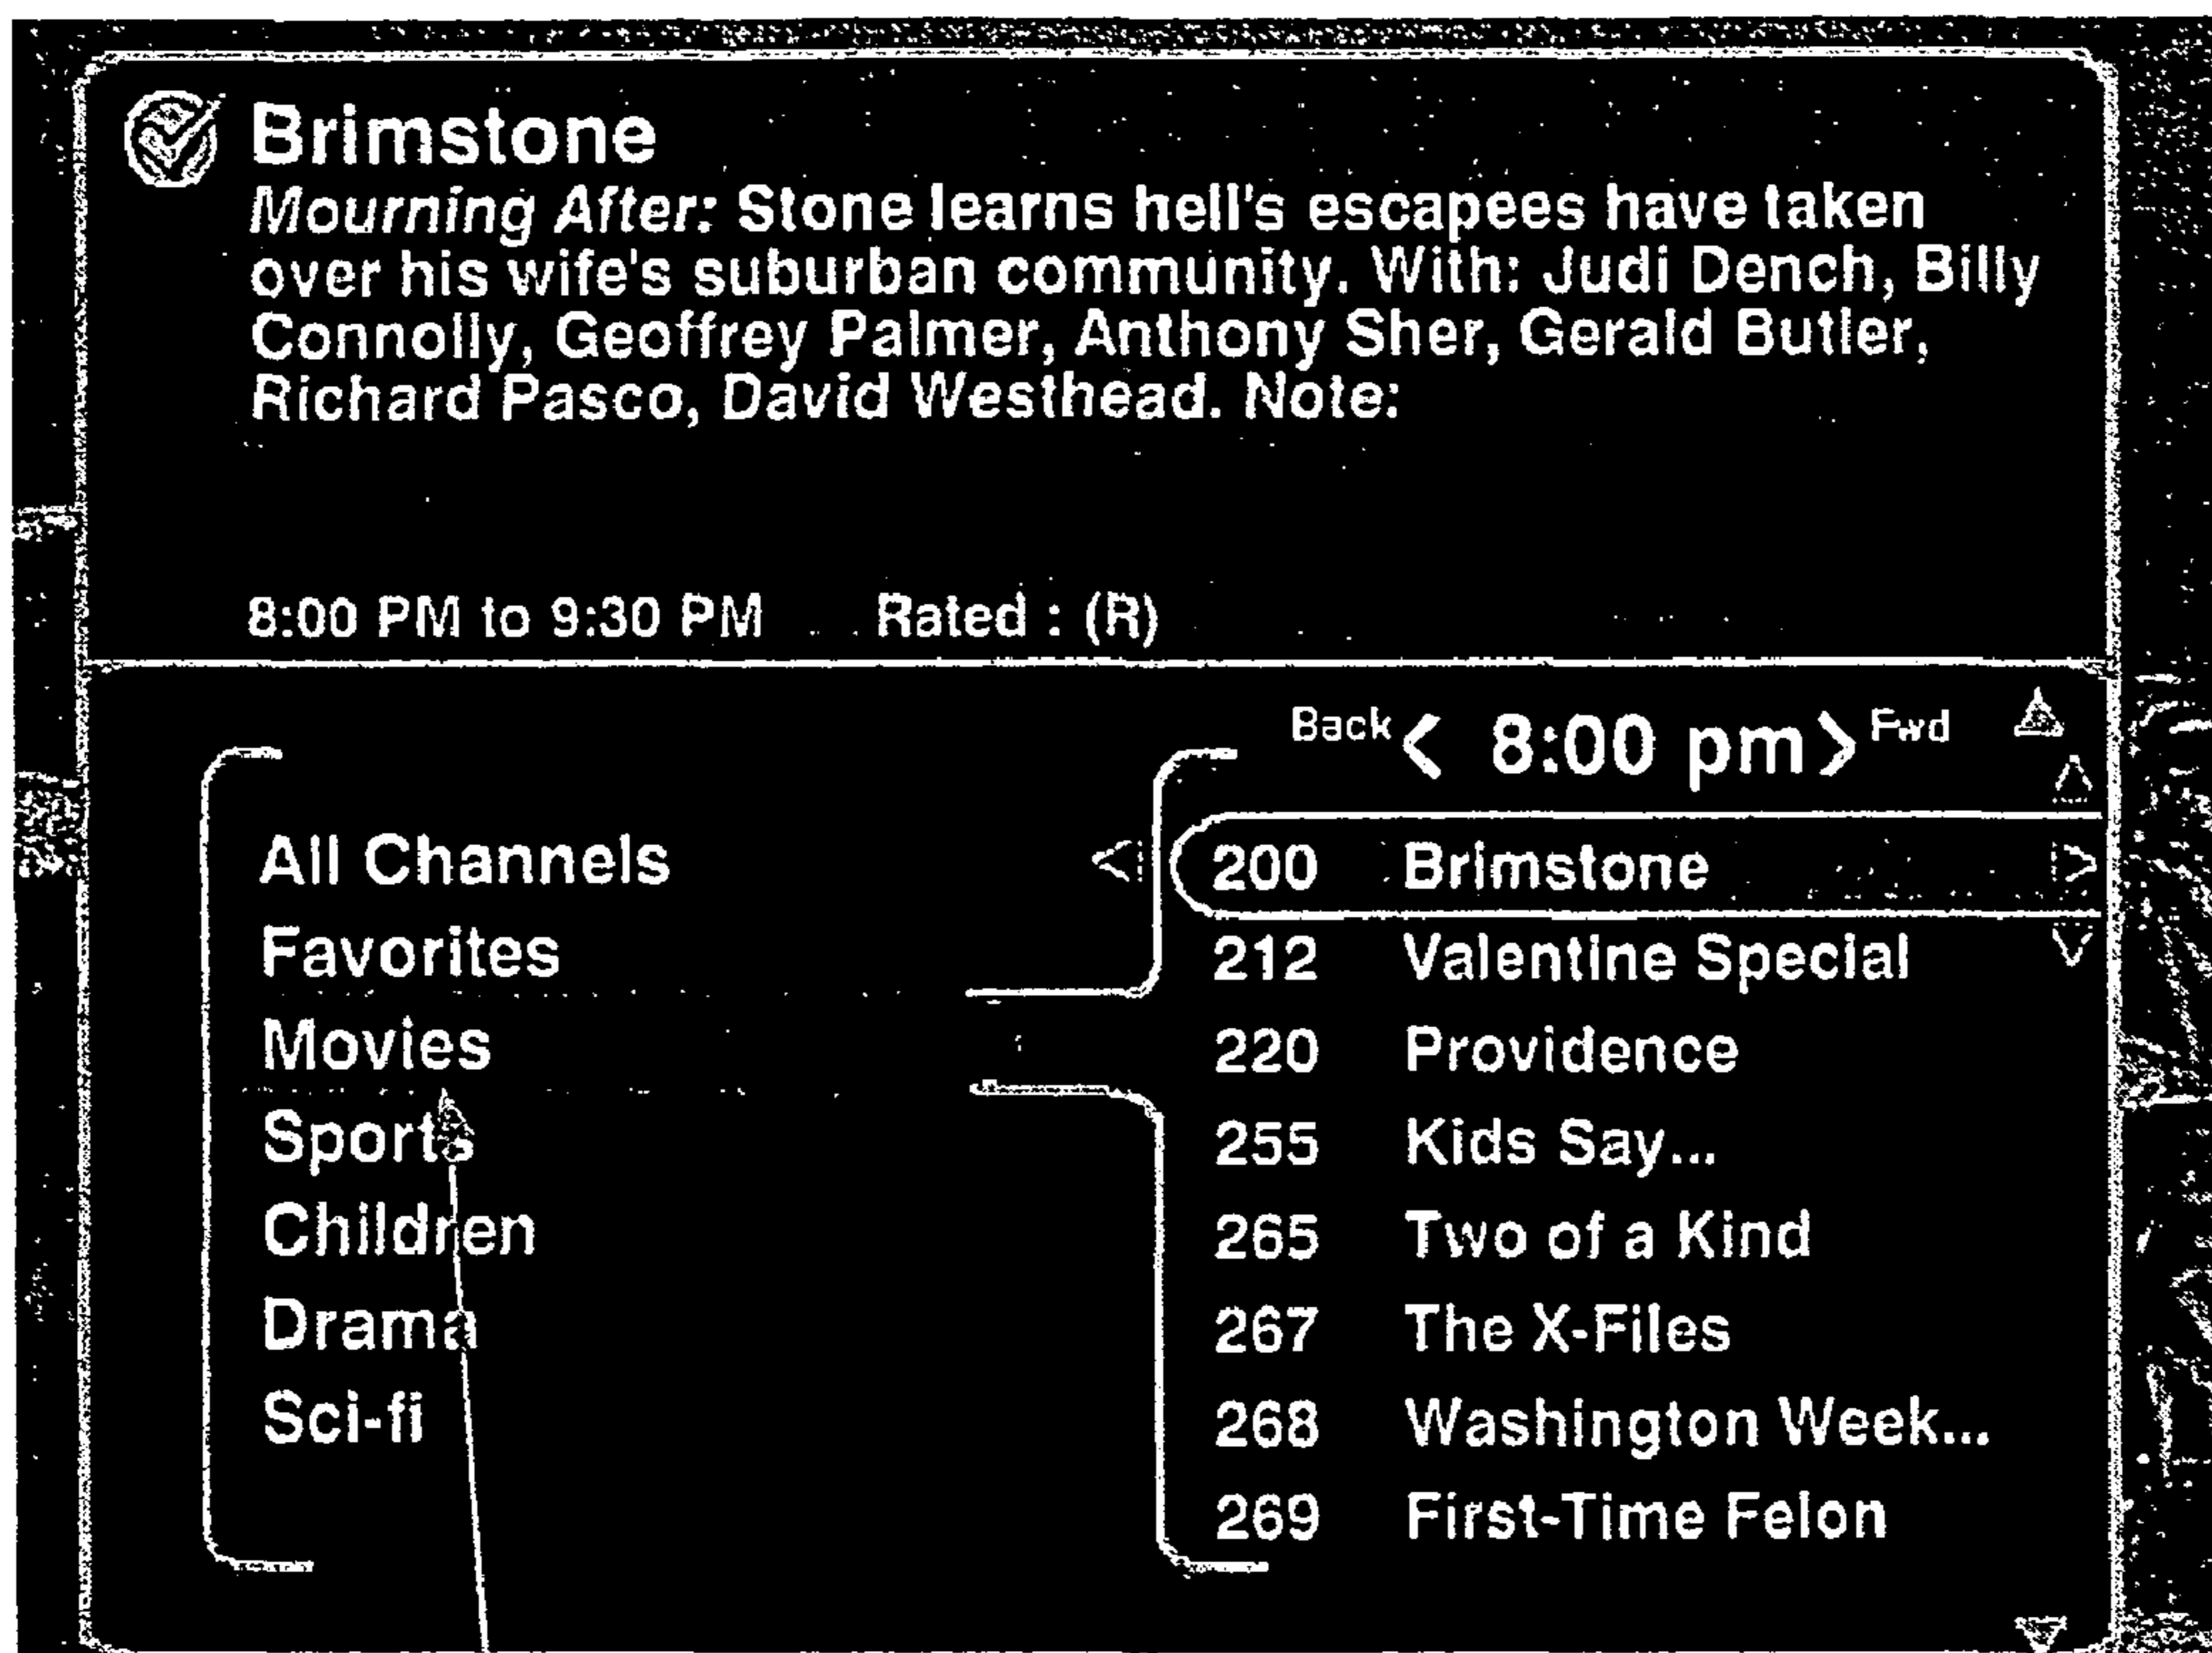 Brimstone
Mourning After: Stone learns hell's escapees have taken
over his wife's suburban community. With: Judi Dench, Billy
Connolly, Geoffrey Palmer, Anthony Sher, Gerald Butler,
Richard Pasco, David Westhead. Note:
8:00 PM to 9:30 PM Rated : (R)
Back < 8:00 pm > Fwd
All Channels
Favorites
Movies
Sports
Children
Drama
Sci-fi
200 Brimstone
212 Valentine Special
220 Providence
255 Kids Say...
265 Two of a Kind
267 The X-Files
268 Washington Week...
269 First-Time Felon